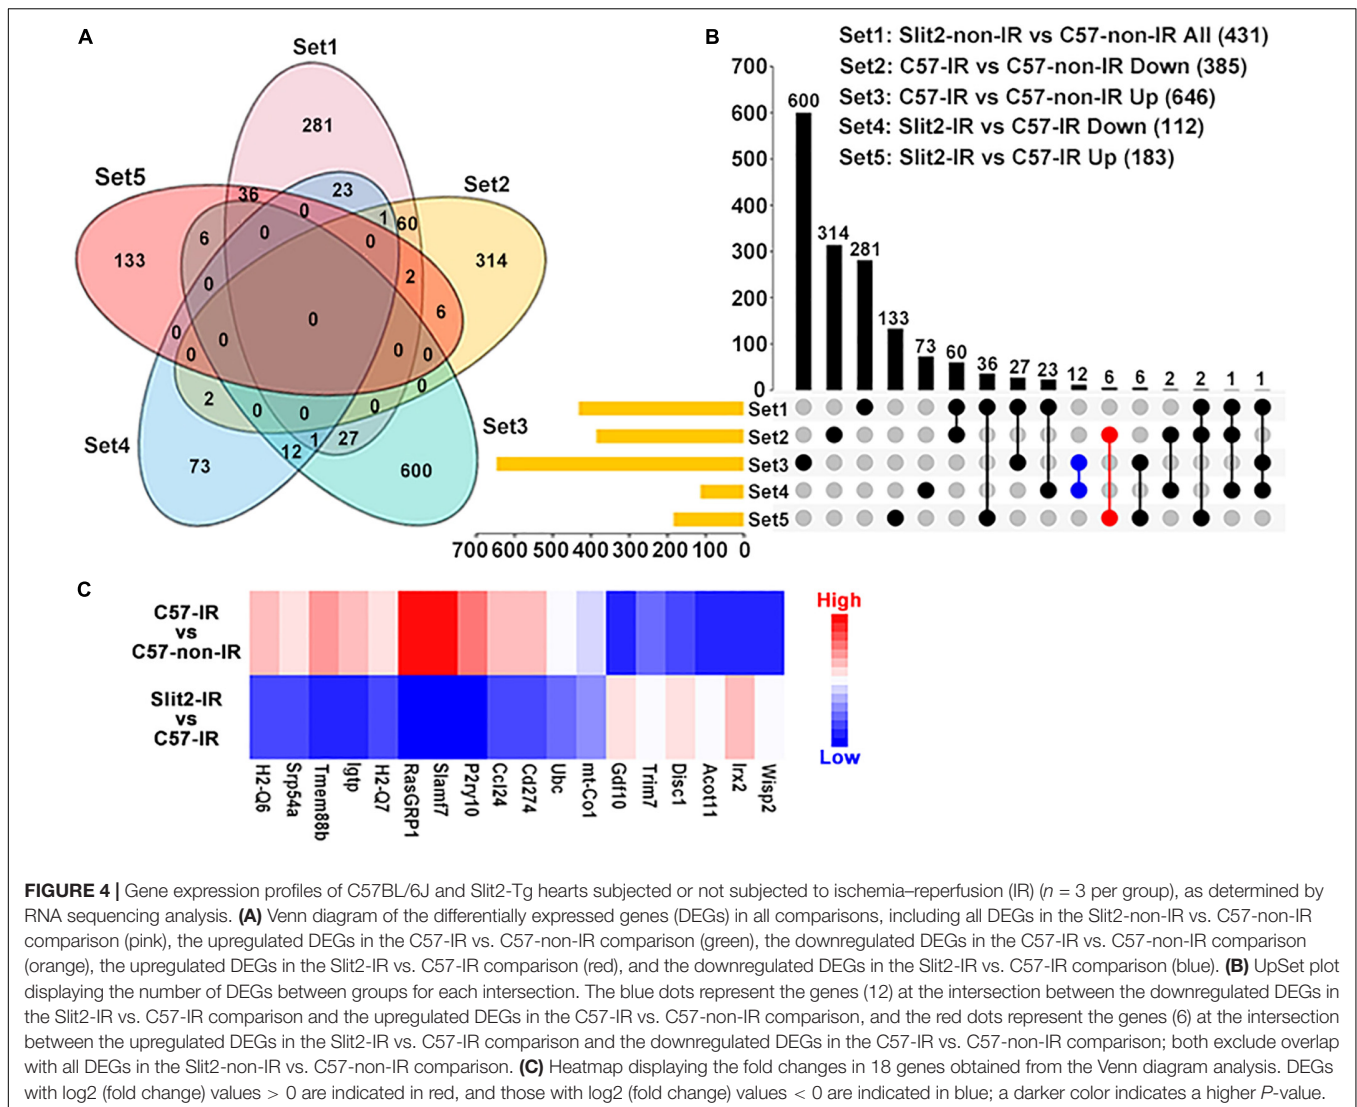 A
Set1
281
Set5
Set2
36
23
0
1
60
6
0
0
133
314
2
0
6
0
0
0
0
0
0
0
2
0
0
0
Set4
Set3
12
1
27
73
600
B
Set1: Slit2-non-IR vs C57-non-IR All (431)
Set2: C57-IR vs C57-non-IR Down (385)
Set3: C57-IR vs C57-non-IR Up (646)
Set4: Slit2-IR vs C57-IR Down (112)
Set5: Slit2-IR vs C57-IR Up (183)
700
600
500
400
300
200
100
0
600 314 281 133 73 60 36 27 23 12 6 6 2 2 1 1
Set1
Set2
Set3
Set4
Set5
700 600 500 400 300 200 100 0
C
C57-IR
vs
C57-non-IR
Slit2-IR
vs
C57-IR
H2-Q6
Srp54a
Tmem88b
Igtp
H2-Q7
RasGRP1
Slamf7
P2ry10
Ccl24
Cd274
Ubc
mt-Co1
Gdf10
Trim7
Disc1
Acot11
Irx2
Wisp2
High
Low
FIGURE 4 | Gene expression profiles of C57BL/6J and Slit2-Tg hearts subjected or not subjected to ischemia–reperfusion (IR) (n = 3 per group), as determined by
RNA sequencing analysis. (A) Venn diagram of the differentially expressed genes (DEGs) in all comparisons, including all DEGs in the Slit2-non-IR vs. C57-non-IR
comparison (pink), the upregulated DEGs in the C57-IR vs. C57-non-IR comparison (green), the downregulated DEGs in the C57-IR vs. C57-non-IR comparison
(orange), the upregulated DEGs in the Slit2-IR vs. C57-IR comparison (red), and the downregulated DEGs in the Slit2-IR vs. C57-IR comparison (blue). (B) UpSet plot
displaying the number of DEGs between groups for each intersection. The blue dots represent the genes (12) at the intersection between the downregulated DEGs in
the Slit2-IR vs. C57-IR comparison and the upregulated DEGs in the C57-IR vs. C57-non-IR comparison, and the red dots represent the genes (6) at the intersection
between the upregulated DEGs in the Slit2-IR vs. C57-IR comparison and the downregulated DEGs in the C57-IR vs. C57-non-IR comparison; both exclude overlap
with all DEGs in the Slit2-non-IR vs. C57-non-IR comparison. (C) Heatmap displaying the fold changes in 18 genes obtained from the Venn diagram analysis. DEGs
with log2 (fold change) values > 0 are indicated in red, and those with log2 (fold change) values < 0 are indicated in blue; a darker color indicates a higher P-value.